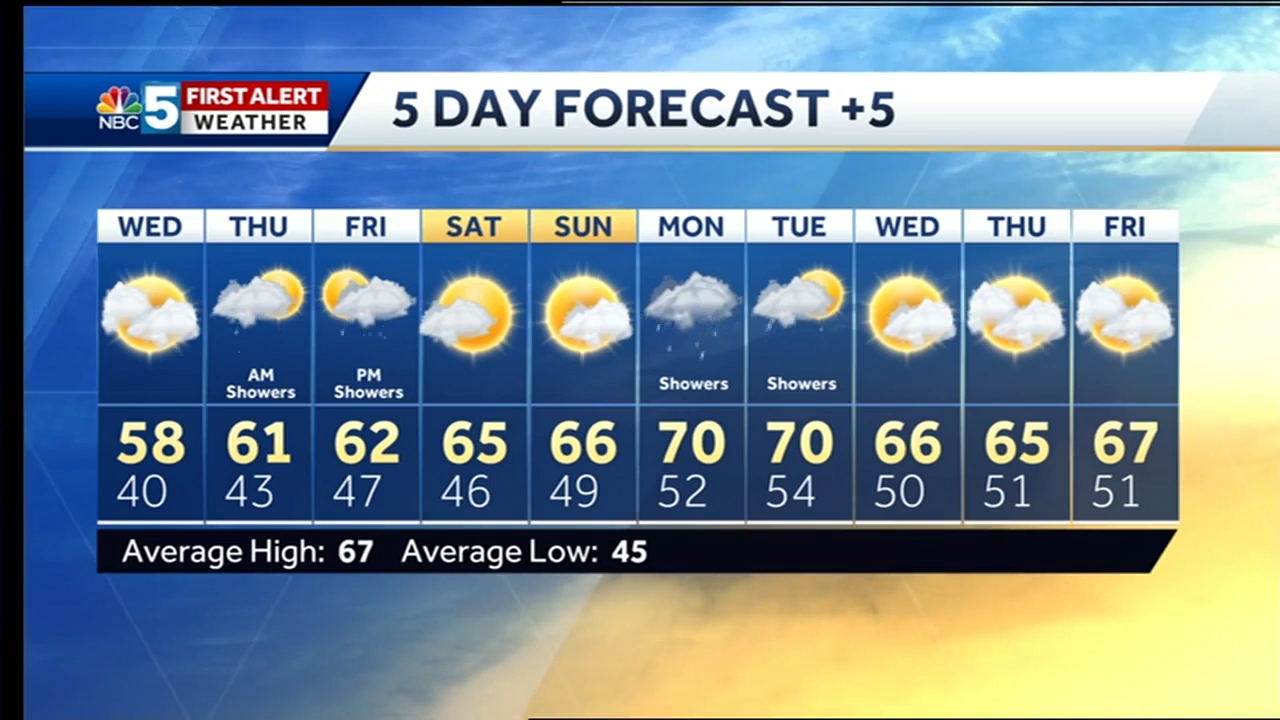 NBC 5 FIRST ALERT
WEATHER
5 DAY FORECAST +5
WED THU FRI SAT SUN MON TUE WED THU FRI
AM
Showers
PM
Showers
Showers
Showers
58 61 62 65 66 70 70 66 65 67
40 43 47 46 49 52 54 50 51 51
Average High: 67 Average Low: 45